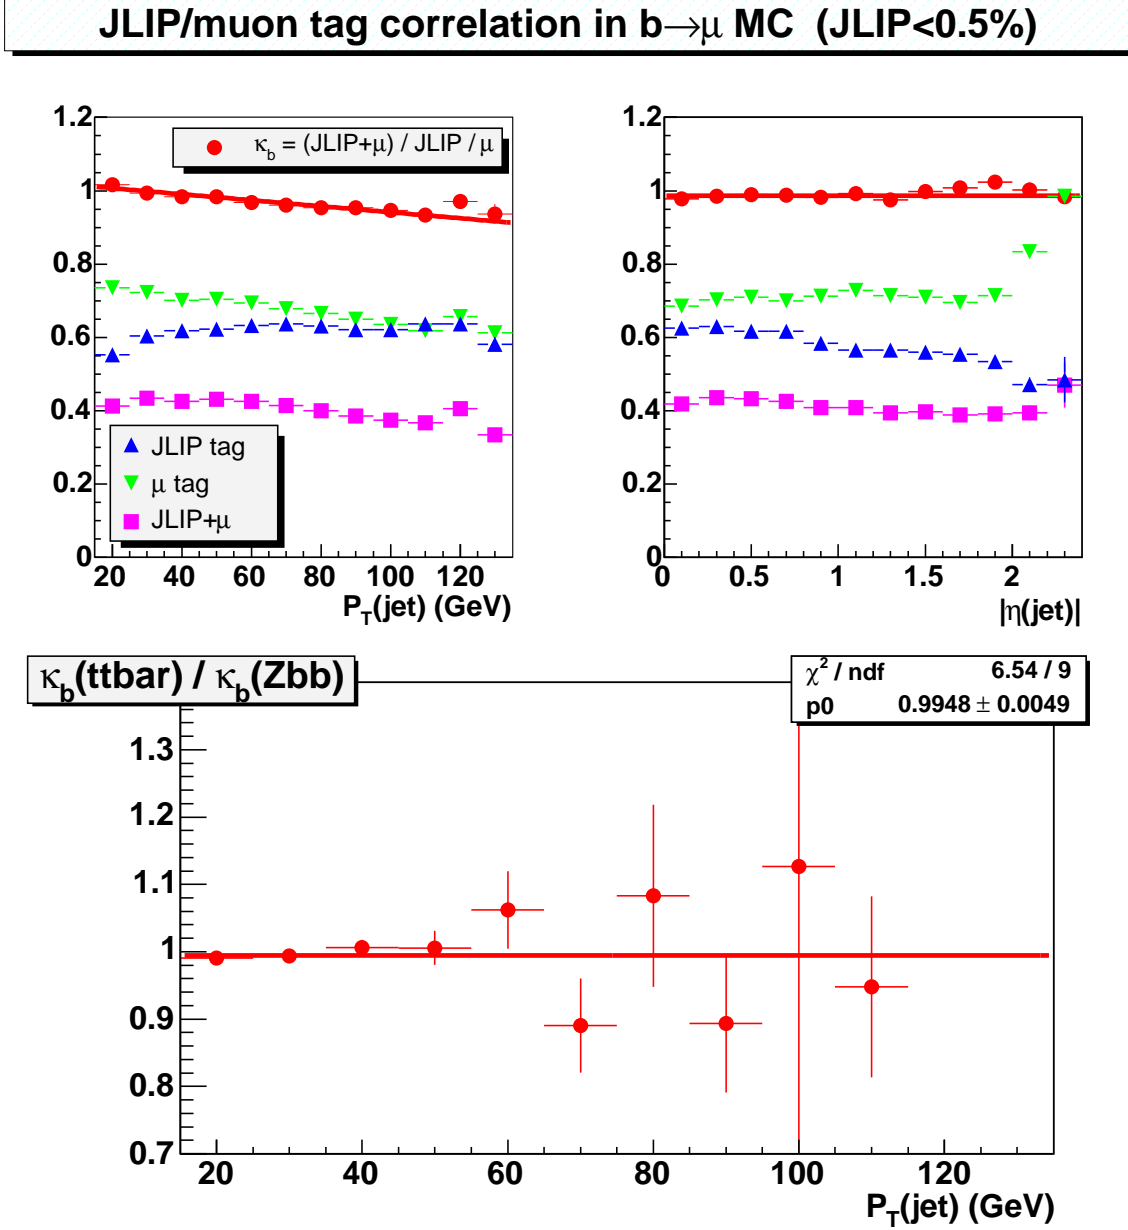 JLIP/muon tag correlation in b→μ MC (JLIP<0.5%)
1.2
1
0.8
0.6
0.4
0.2
0
κb = (JLIP+μ) / JLIP / μ
JLIP tag
μ tag
JLIP+μ
20 40 60 80 100 120
PT(jet) (GeV)
1.2
1
0.8
0.6
0.4
0.2
0
0 0.5 1 1.5 2
|η(jet)|
κb(ttbar) / κb(Zbb)
χ2 / ndf 6.54 / 9
p0 0.9948 ± 0.0049
1.3
1.2
1.1
1
0.9
0.8
0.7
20 40 60 80 100 120
PT(jet) (GeV)